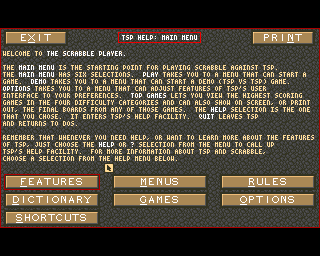 EXIT
TSP HELP: MAIN MENU
PRINT
WELCOME TO THE SCRABBLE PLAYER.
THE MAIN MENU IS THE STARTING POINT FOR PLAYING SCRABBLE AGAINST TSP.
THE MAIN MENU HAS SIX SELECTIONS. PLAY TAKES YOU TO A MENU THAT CAN START A
GAME. DEMO TAKES YOU TO A MENU THAT CAN START A DEMO (TSP VS TSP) GAME.
OPTIONS TAKES YOU TO A MENU THAT CAN ADJUST FEATURES OF TSP'S USER
INTERFACE TO YOUR PREFERENCES. TOP GAMES LETS YOU VIEW THE HIGHEST SCORING
GAMES IN THE FOUR DIFFICULTY CATEGORIES AND CAN ALSO SHOW ON SCREEN, OR PRINT
OUT, THE FINAL BOARDS FROM ANY OF THOSE GAMES. THE HELP SELECTION IS THE ONE
THAT YOU CHOSE. IT ENTERS TSP'S HELP FACILITY. QUIT LEAVES TSP
AND RETURNS TO DOS.
REMEMBER THAT WHENEVER YOU NEED HELP, OR WANT TO LEARN MORE ABOUT THE FEATURES
OF TSP, JUST CHOOSE THE HELP OR ? SELECTION FROM THE MENU TO CALL UP
TSP'S HELP FACILITY. FOR MORE INFORMATION ABOUT TSP AND SCRABBLE,
CHOOSE A SELECTION FROM THE HELP MENU BELOW.
FEATURES
MENUS
RULES
DICTIONARY
GAMES
OPTIONS
SHORTCUTS